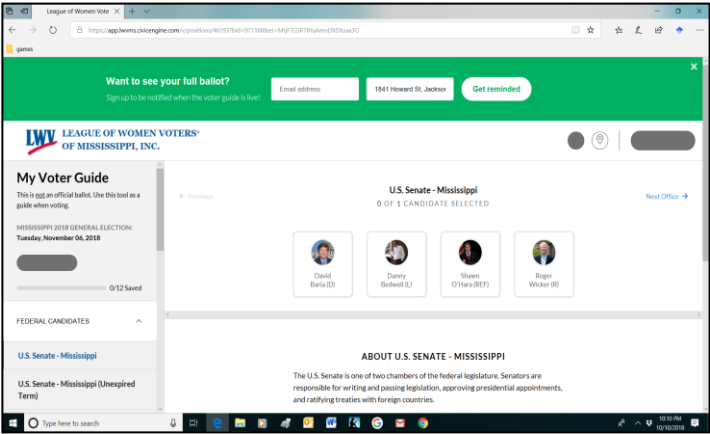 League of Women Vote
https://app.lwvms.civicengine.com
games
Want to see your full ballot?
Sign up to be notified when the voter guide is live!
Email address
1841 Howard St, Jackson
Get reminded
LWV
LEAGUE OF WOMEN VOTERS®
OF MISSISSIPPI, INC.
My Voter Guide
This is not an official ballot. Use this tool as a
guide when voting.
MISSISSIPPI 2018 GENERAL ELECTION:
Tuesday, November 06, 2018
0/12 Saved
FEDERAL CANDIDATES
U.S. Senate - Mississippi
U.S. Senate - Mississippi (Unexpired
Term)
Previous
U.S. Senate - Mississippi
0 OF 1 CANDIDATE SELECTED
Next Office
David
Baria (D)
Danny
Bedwell (L)
Shawn
O'Hara (REF)
Roger
Wicker (R)
ABOUT U.S. SENATE - MISSISSIPPI
The U.S. Senate is one of two chambers of the federal legislature. Senators are
responsible for writing and passing legislation, approving presidential appointments,
and ratifying treaties with foreign countries.
Type here to search
10:10 PM
10/10/2018